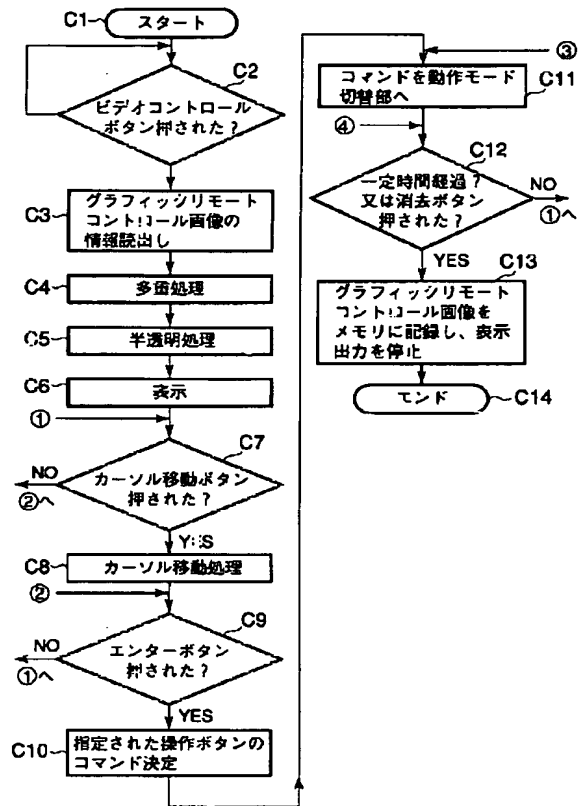 C1
スタート
C2
ビデオコントロール
ボタン押された?
C3
グラフィッシリモート
コントロール画像の
情報読出し
C4
多重処理
C5
半透明処理
C6
表示
①
C7
NO
カーソル移動ボタン
押された?
②へ
YES
C8
カーソル移動処理
②
C9
NO
エンターボタン
押された?
①へ
YES
C10
指定された操作ボタンの
コマンド決定
③
コマンドを動作モード
切替部へ
C11
④
C12
一定時間経過?
又は消去ボタン
押された?
NO
①へ
YES
C13
グラフィッシリモート
コントロール画像を
メモリに記録し、表示
出力を停止
エンド
C14